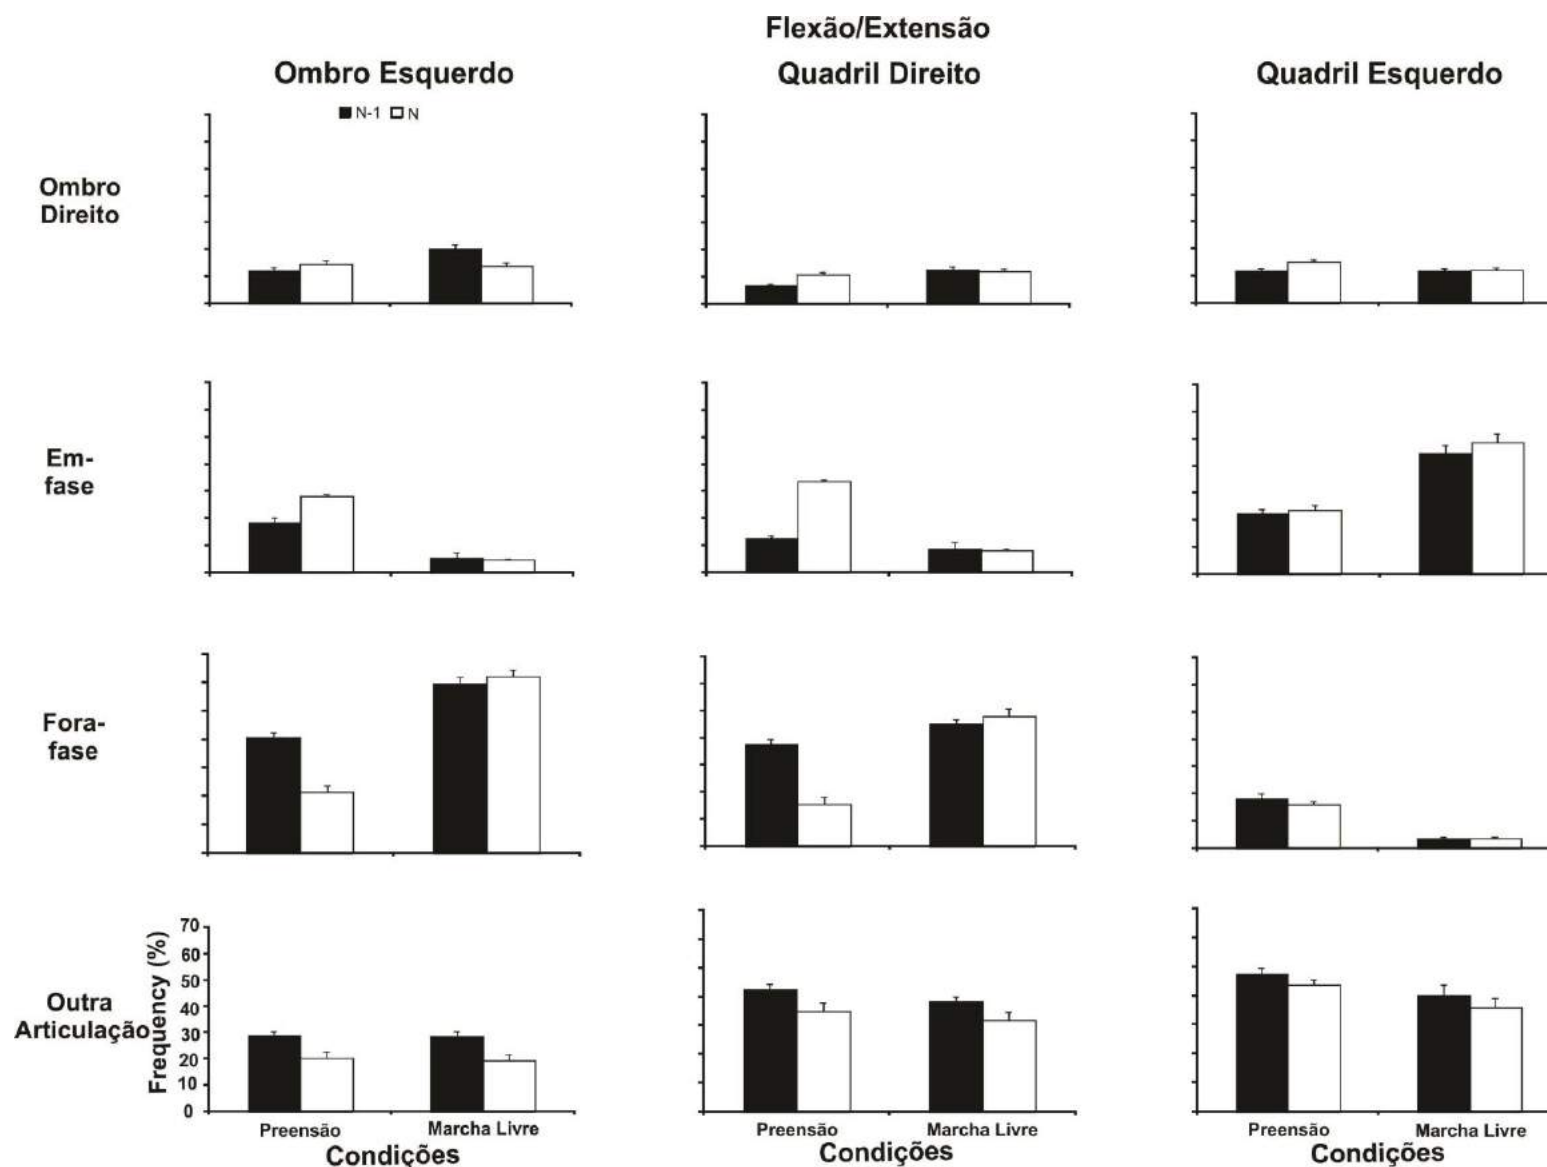 Flexão/Extensão
Ombro Esquerdo
Quadril Direito
Quadril Esquerdo
N-1 N
Ombro
Direito
Em-
fase
Fora-
fase
Outra
Articulação
Frequency (%)
70
60
50
40
30
20
10
0
Preensão
Marcha Livre
Condições
Preensão
Marcha Livre
Condições
Preensão
Marcha Livre
Condições